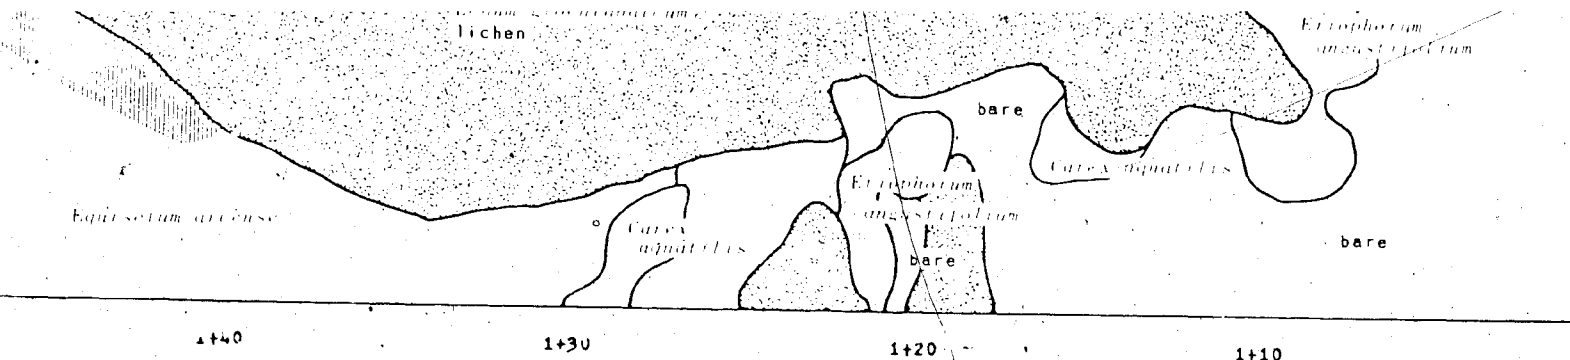 lichen
Eriophorum
angustifolium
bare
Carex aquatilis
Eriophorum
angustifolium
Equisetum arvense
Carex
aquatilis
bare
bare
1+40
1+30
1+20
1+10